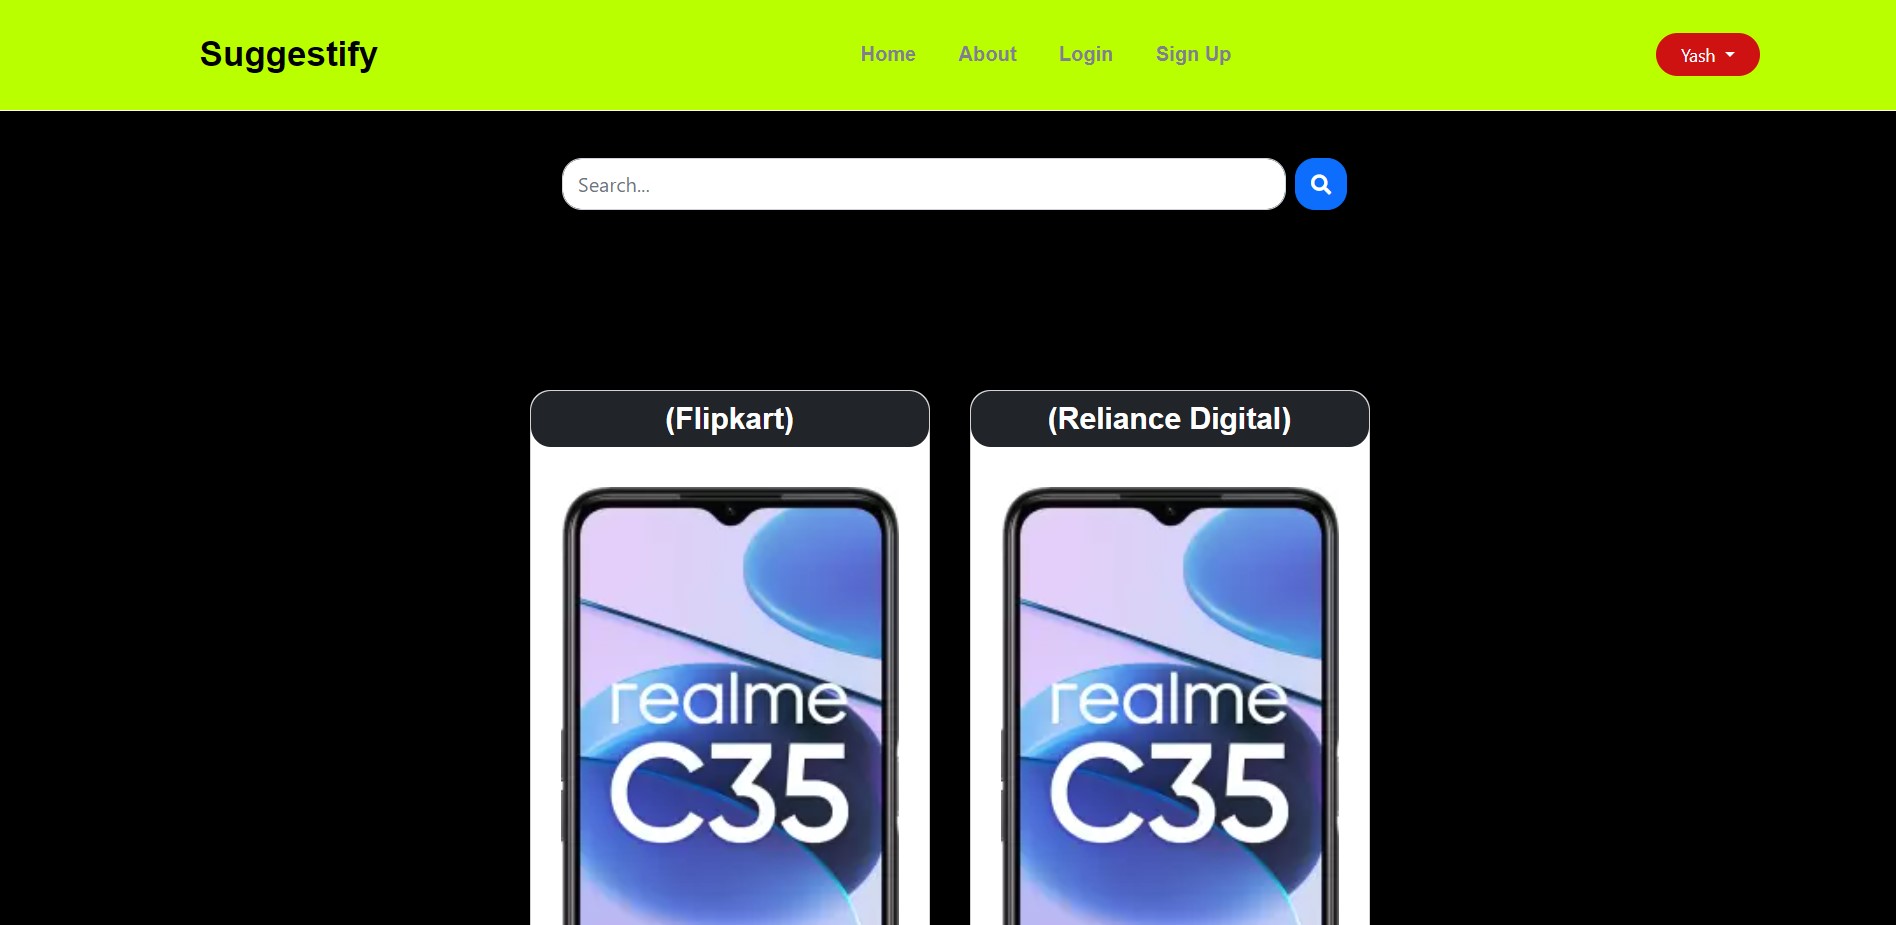 Suggestify
Home About Login Sign Up
Yash
Search...
(Flipkart)
(Reliance Digital)
realme
C35
realme
C35